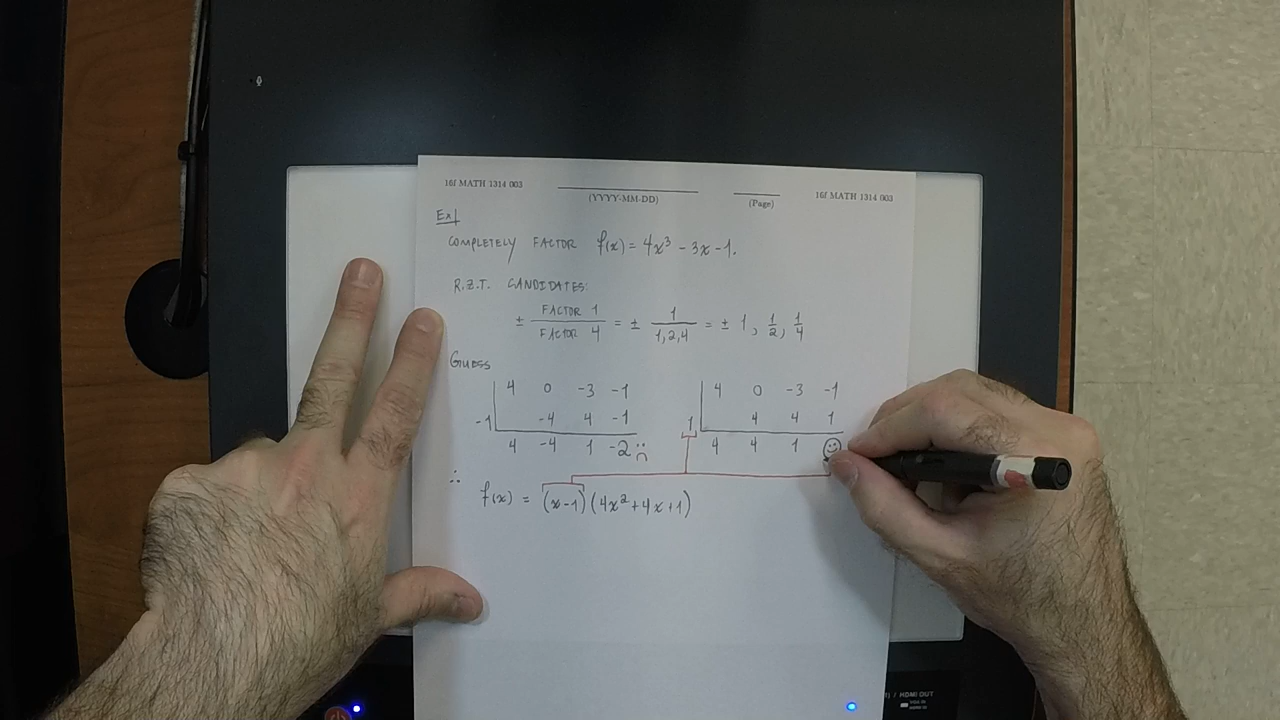 16f MATH 1314 003 (YYYY-MM-DD) (Page) 16f MATH 1314 003
Ex1
COMPLETELY FACTOR f(x) = 4x³ - 3x - 1.
R.Z.T. CANDIDATES:
± FACTOR 1 / FACTOR 4 = ± 1 / 1, 2, 4 = ± 1, 1/2, 1/4
GUESS
4 0 -3 -1
-1 -4 4 -1
4 -4 1 -2
4 0 -3 -1
1 4 4 1
4 4 1
∴
f(x) = (x-1)(4x²+4x+1)
/ HDMI OUT